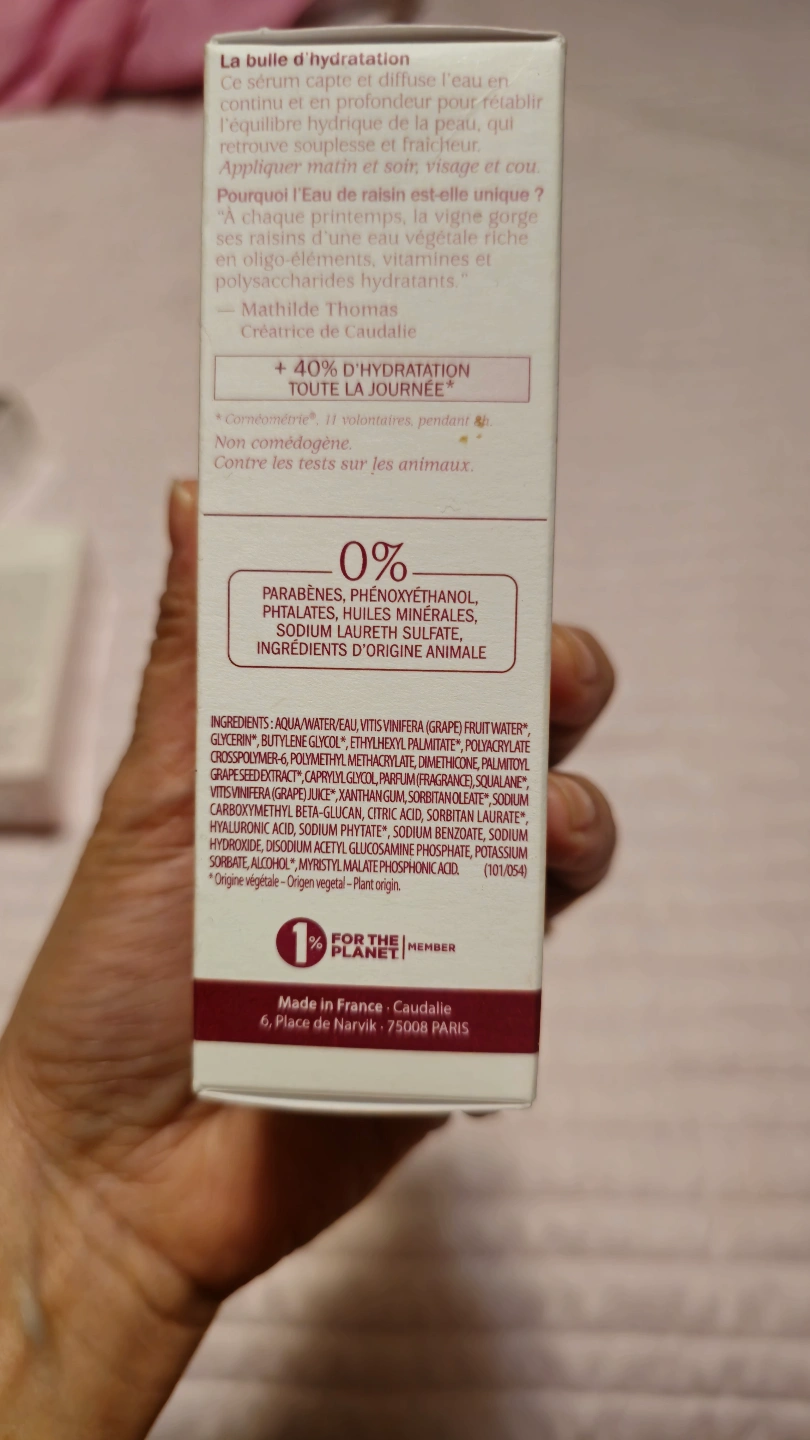 La bulle d'hydratation
Ce sérum capte et diffuse l'eau en
continu et en profondeur pour rétablir
l'équilibre hydrique de la peau, qui
retrouve souplesse et fraîcheur.
Appliquer matin et soir, visage et cou.
Pourquoi l'Eau de raisin est-elle unique ?
"À chaque printemps, la vigne gorge
ses raisins d'une eau végétale riche
en oligo-éléments, vitamines et
polysaccharides hydratants."
— Mathilde Thomas
Créatrice de Caudalie
+ 40% D'HYDRATATION
TOUTE LA JOURNÉE*
* Cornéométrie®, 11 volontaires, pendant 8h.
Non comédogène.
Contre les tests sur les animaux.
0%
PARABÈNES, PHÉNOXYÉTHANOL,
PHTALATES, HUILES MINÉRALES,
SODIUM LAURETH SULFATE,
INGRÉDIENTS D'ORIGINE ANIMALE
INGREDIENTS : AQUA/WATER/EAU, VITIS VINIFERA (GRAPE) FRUIT WATER*,
GLYCERIN*, BUTYLENE GLYCOL*, ETHYLHEXYL PALMITATE*, POLYACRYLATE
CROSSPOLYMER-6, POLYMETHYL METHACRYLATE, DIMETHICONE, PALMITOYL
GRAPE SEED EXTRACT*, CAPRYLYL GLYCOL, PARFUM (FRAGRANCE), SQUALANE*,
VITIS VINIFERA (GRAPE) JUICE*, XANTHAN GUM, SORBITAN OLEATE*, SODIUM
CARBOXYMETHYL BETA-GLUCAN, CITRIC ACID, SORBITAN LAURATE*,
HYALURONIC ACID, SODIUM PHYTATE*, SODIUM BENZOATE, SODIUM
HYDROXIDE, DISODIUM ACETYL GLUCOSAMINE PHOSPHATE, POTASSIUM
SORBATE, ALCOHOL*, MYRISTYL MALATE PHOSPHONIC ACID. (101/054)
* Origine végétale – Origen vegetal – Plant origin.
1% FOR THE
PLANET | MEMBER
Made in France · Caudalie
6, Place de Narvik · 75008 PARIS